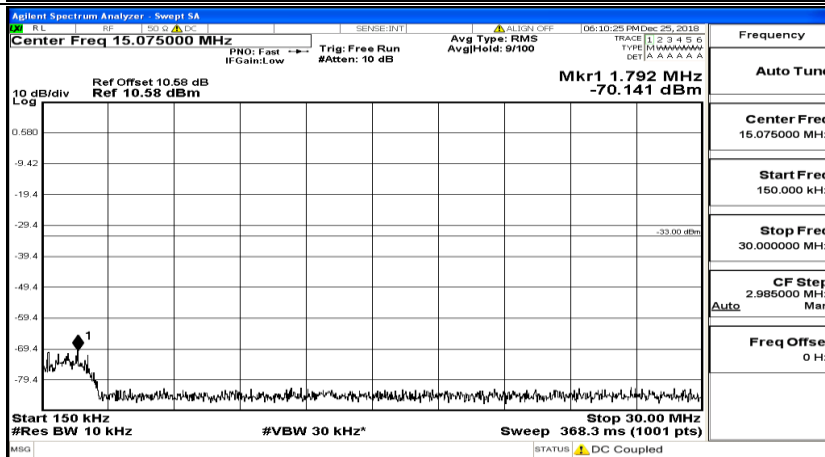 Agilent Spectrum Analyzer - Swept SA
LXI RL RF 50 Ω DC SENSE:INT ALIGN OFF 06:10:25 PM Dec 25, 2018
Center Freq 15.075000 MHz
PNO: Fast
IFGain:Low
Trig: Free Run
#Atten: 10 dB
Avg Type: RMS
Avg|Hold: 9/100
TRACE 1 2 3 4 5 6
TYPE M WWWWW
DET A A A A A A
Ref Offset 10.58 dB
10 dB/div Ref 10.58 dBm
Log
Mkr1 1.792 MHz
-70.141 dBm
0.580
-9.42
-19.4
-29.4
-33.00 dBm
-39.4
-49.4
-59.4
-69.4
1
-79.4
Start 150 kHz
Stop 30.00 MHz
#Res BW 10 kHz
#VBW 30 kHz*
Sweep 368.3 ms (1001 pts)
MSG
STATUS DC Coupled
Frequency
Auto Tune
Center Freq
15.075000 MHz
Start Freq
150.000 kHz
Stop Freq
30.000000 MHz
CF Step
2.985000 MHz
Auto Man
Freq Offset
0 Hz